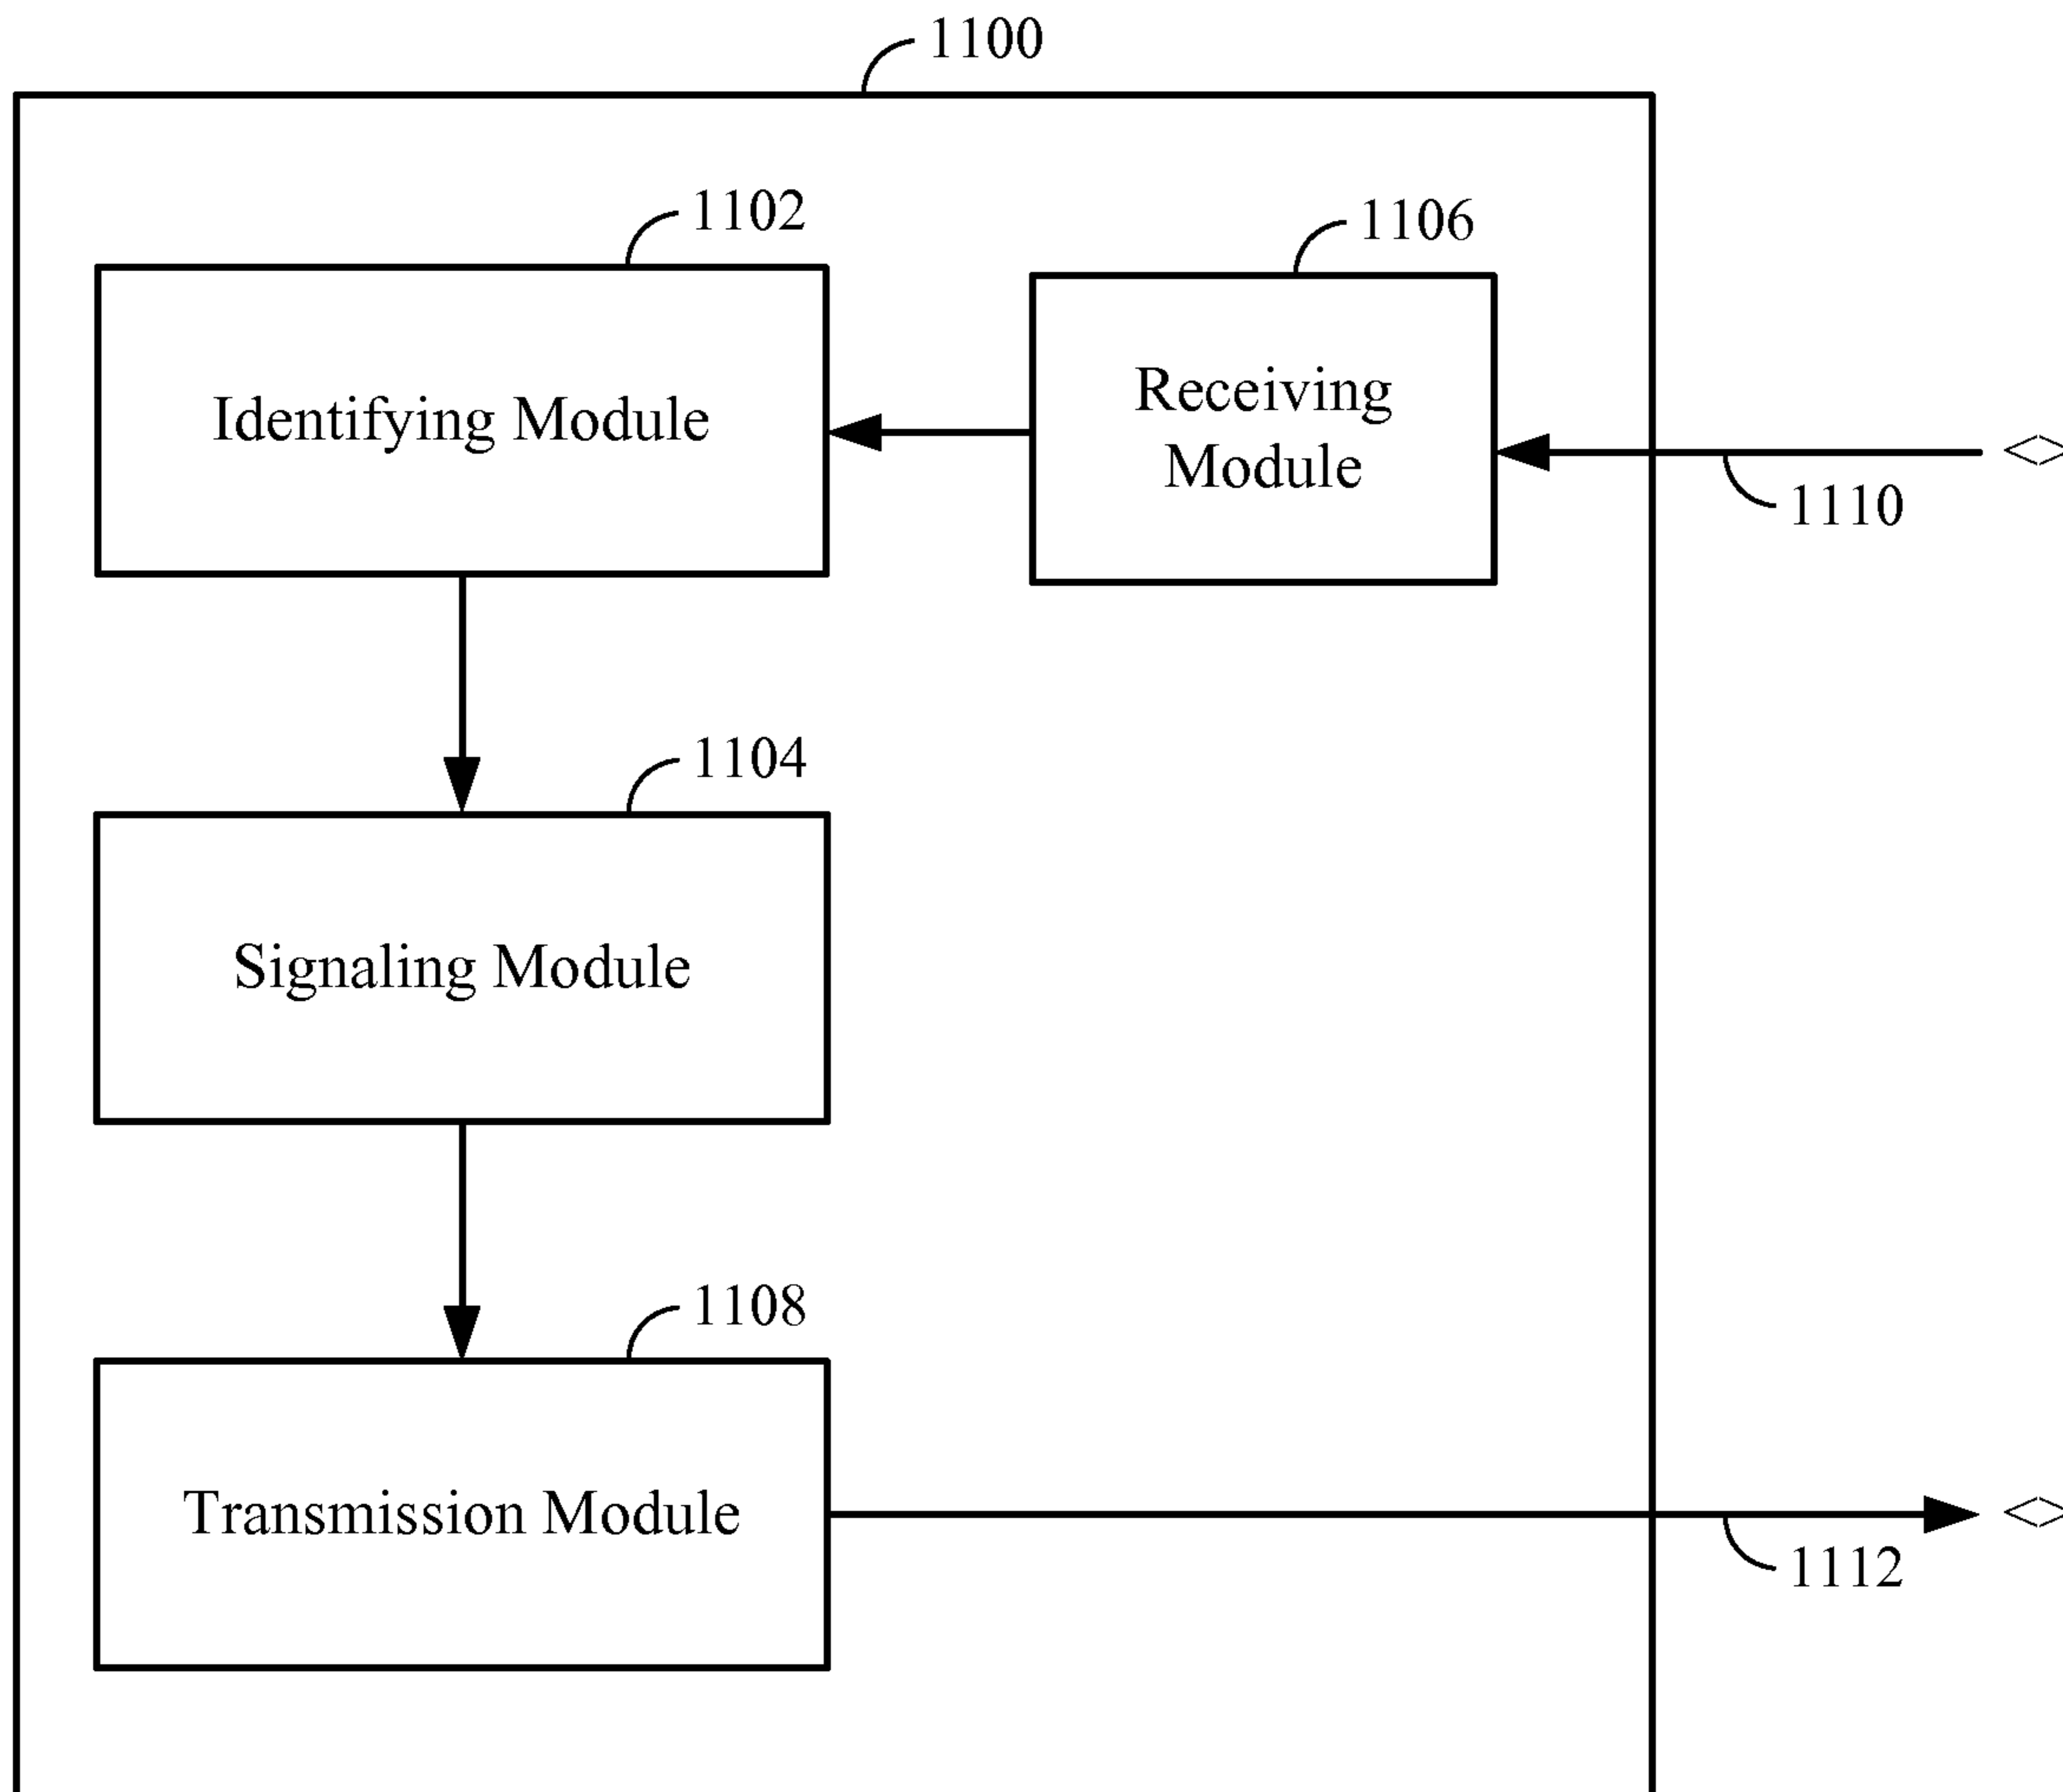 1100
1102
1106
Identifying Module
Receiving
Module
<>
1110
1104
Signaling Module
1108
Transmission Module
<>
1112